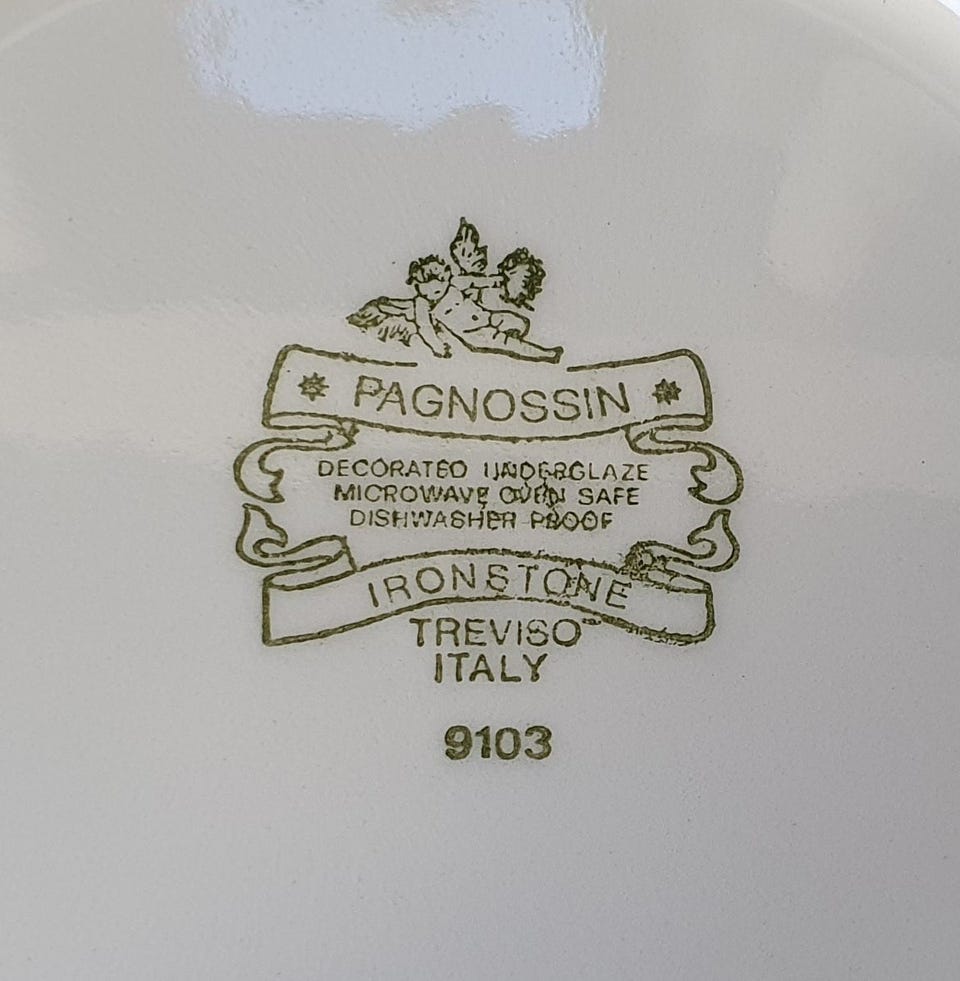 PAGNOSSIN
DECORATED UNDERGLAZE
MICROWAVE OVEN SAFE
DISHWASHER PROOF
IRONSTONE
TREVISO
ITALY
9103